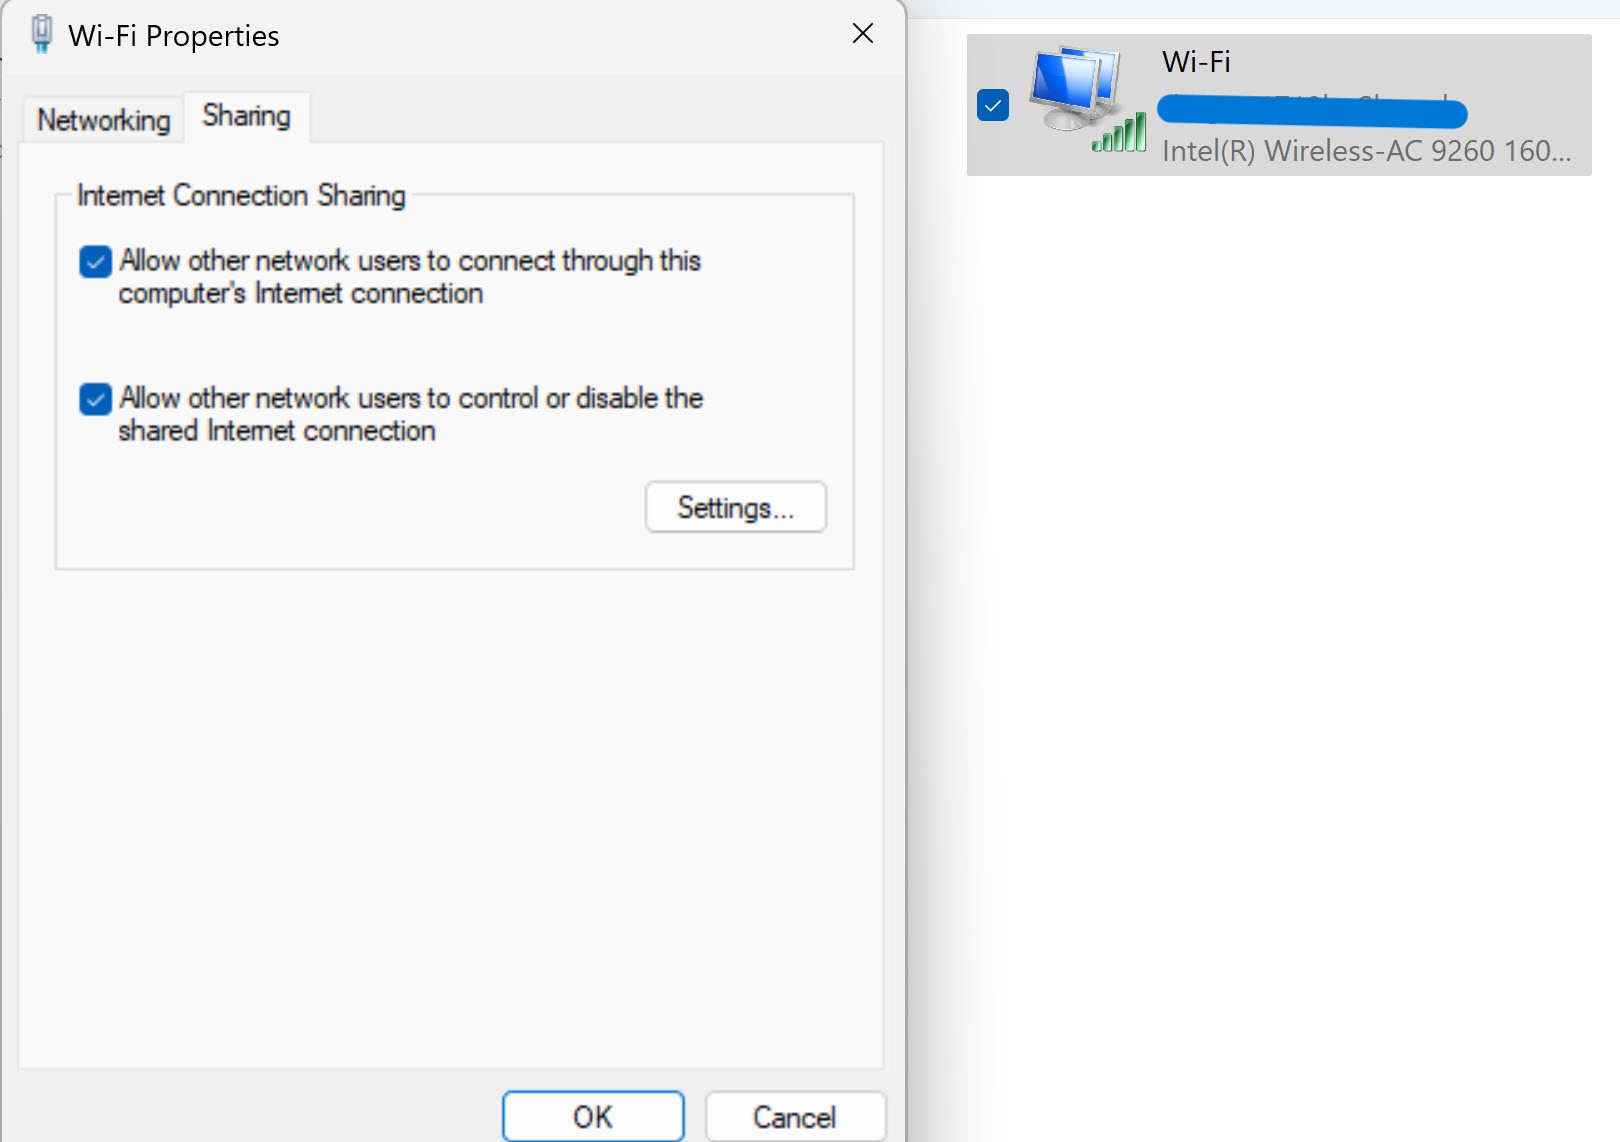 Wi-Fi Properties
Networking
Sharing
Internet Connection Sharing
Allow other network users to connect through this
computer's Internet connection
Allow other network users to control or disable the
shared Internet connection
Settings...
OK
Cancel
Wi-Fi
Intel(R) Wireless-AC 9260 160...